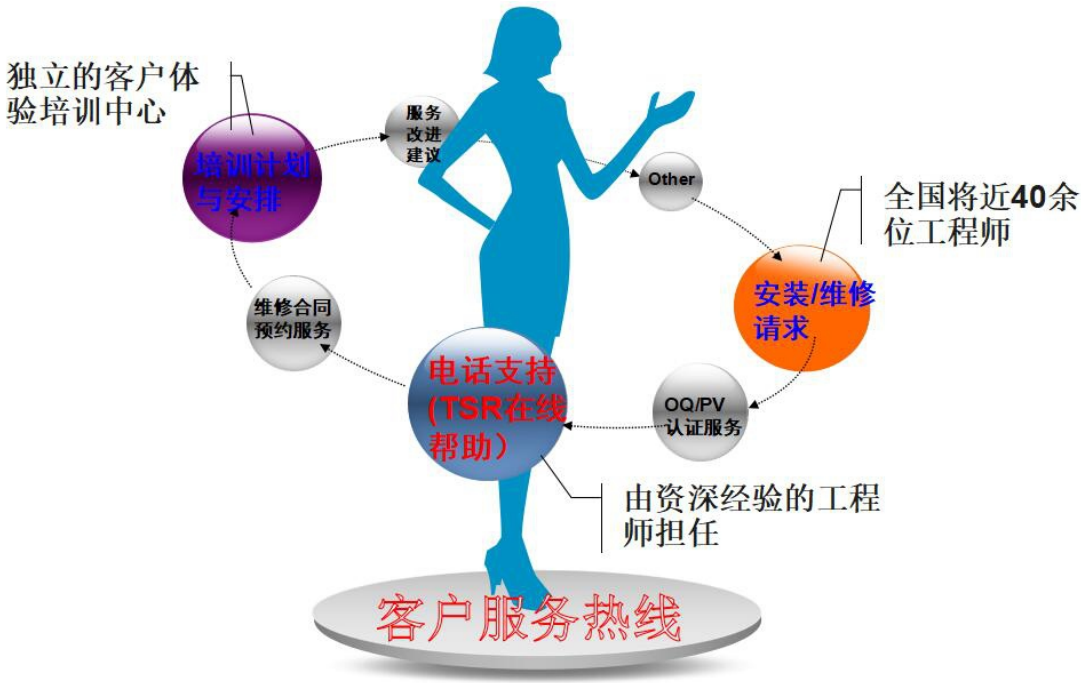 独立的客户体
验培训中心
服务
改进
建议
培训计划
与安排
Other
全国将近40余
位工程师
安装/维修
请求
维修合同
预约服务
电话支持
(TSR在线
帮助）
OQ/PV
认证服务
由资深经验的工程
师担任
客户服务热线